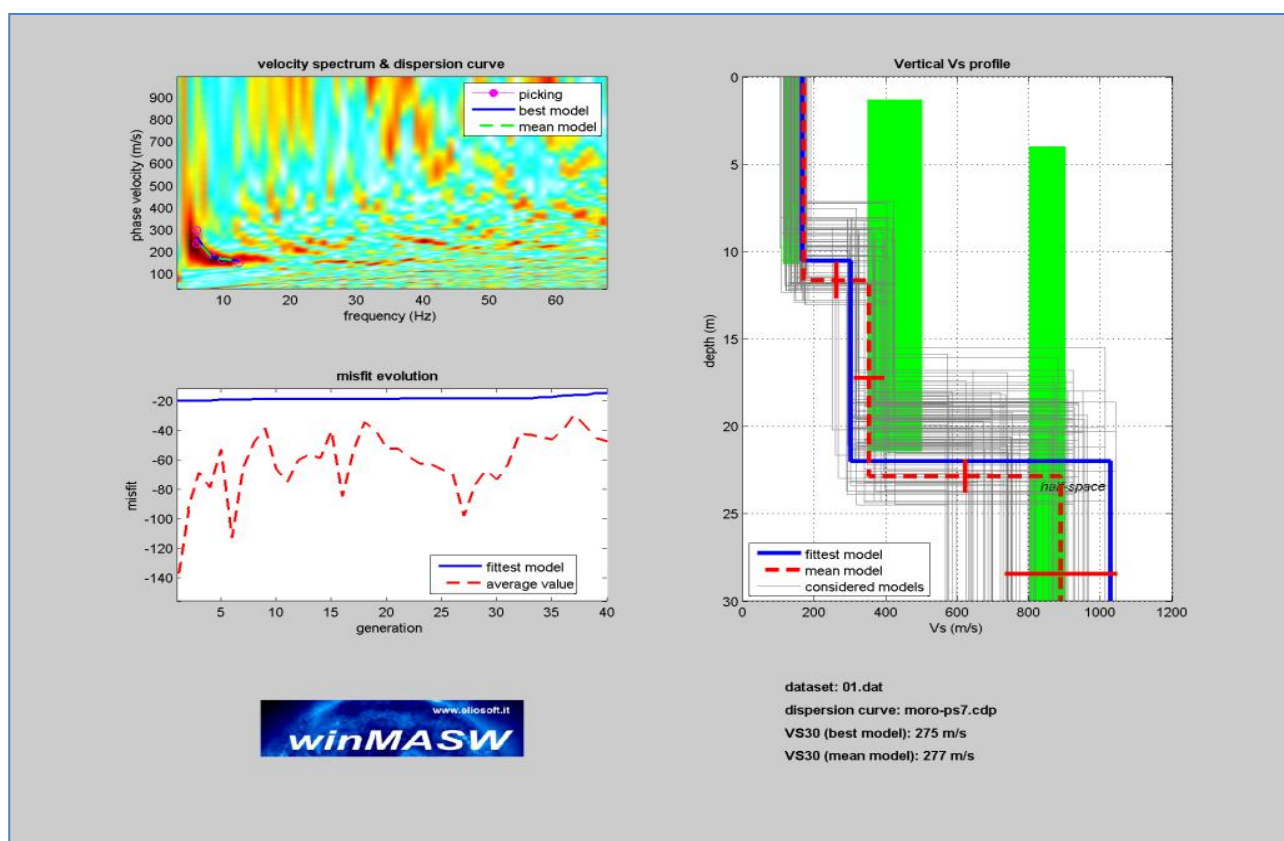 velocity spectrum & dispersion curve
phase velocity (m/s)
900
800
700
600
500
400
300
200
100
picking
best model
mean model
10
20
30
40
50
60
frequency (Hz)
misfit evolution
misfit
-20
-40
-60
-80
-100
-120
-140
fittest model
average value
5
10
15
20
25
30
35
40
generation
www.eliosoft.it
winMASW
Vertical Vs profile
depth (m)
0
5
10
15
20
25
30
half-space
fittest model
mean model
considered models
0
200
400
600
800
1000
1200
Vs (m/s)
dataset: 01.dat
dispersion curve: moro-ps7.cdp
VS30 (best model): 275 m/s
VS30 (mean model): 277 m/s